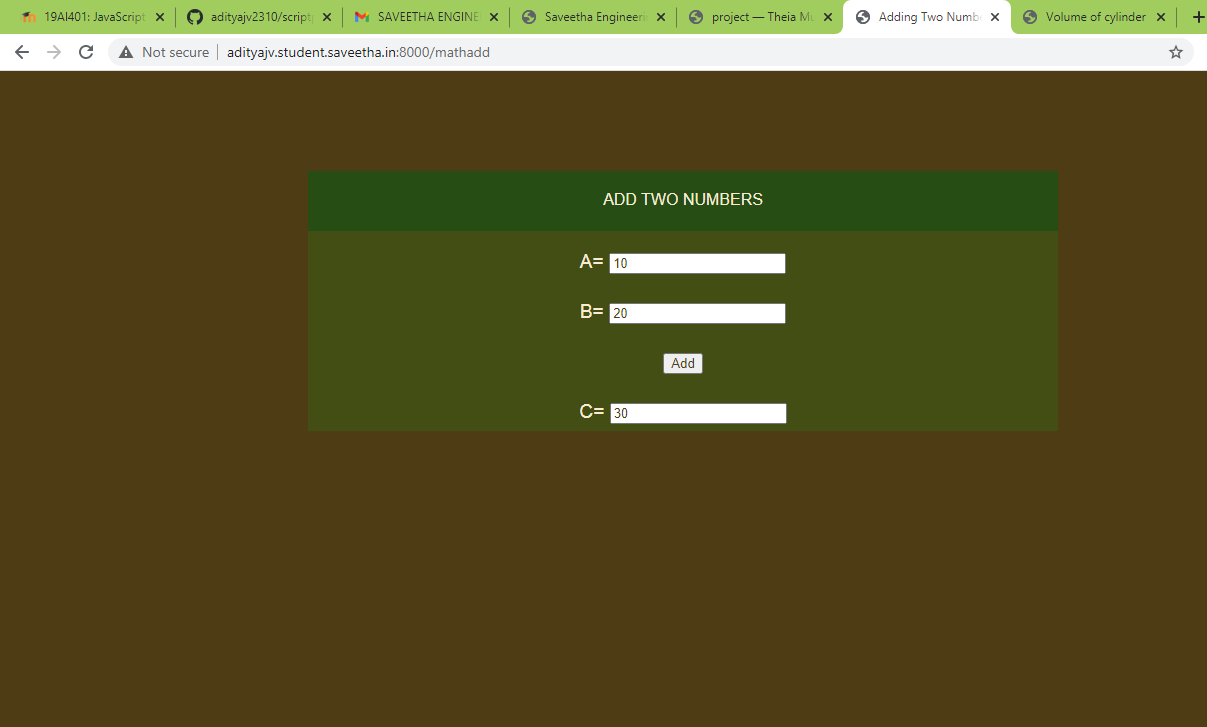 19AI401: JavaScript
adityajv2310/script
SAVEETHA ENGINE
Saveetha Engineeri
project — Theia Mu
Adding Two Numb
Volume of cylinder
Not secure
adityajv.student.saveetha.in:8000/mathadd
ADD TWO NUMBERS
A= 10
B= 20
Add
C= 30